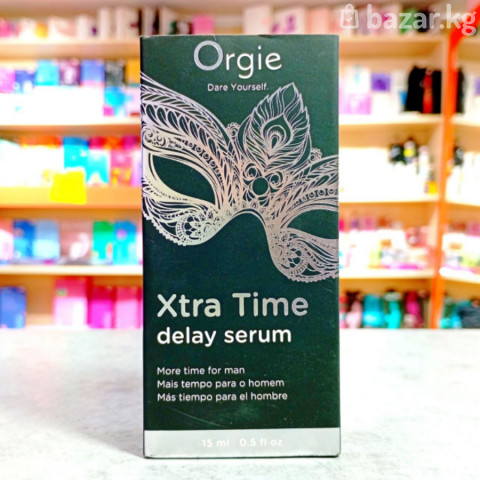 bazar.kg
Orgie
Dare Yourself.
Xtra Time
delay serum
More time for man
Mais tempo para o homem
Más tiempo para el hombre
15 ml 0.5 fl oz